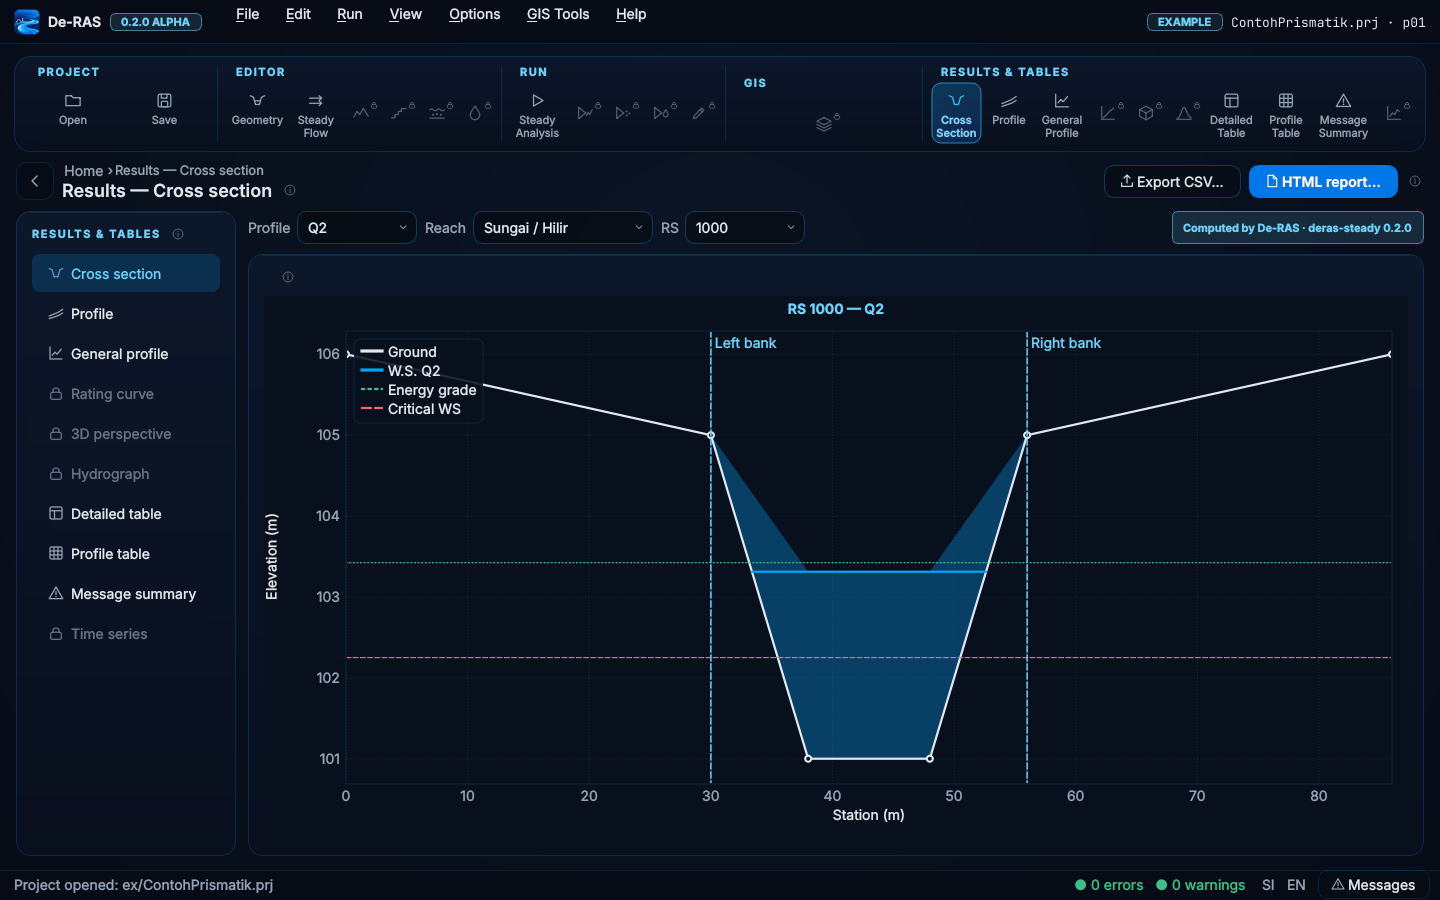 De-RAS 0.2.0 ALPHA File Edit Run View Options GIS Tools Help EXAMPLE ContohPrismatik.prj · p01
PROJECT
Open Save
EDITOR
Geometry Steady Flow
RUN
Steady Analysis
GIS
RESULTS & TABLES
Cross Section Profile General Profile Detailed Table Profile Table Message Summary
Home › Results — Cross section
Results — Cross section
Export CSV... HTML report...
RESULTS & TABLES
Cross section
Profile
General profile
Rating curve
3D perspective
Hydrograph
Detailed table
Profile table
Message summary
Time series
Profile Q2 Reach Sungai / Hilir RS 1000 Computed by De-RAS · deras-steady 0.2.0
RS 1000 — Q2
Ground
W.S. Q2
Energy grade
Critical WS
Left bank Right bank
Elevation (m)
106
105
104
103
102
101
0 10 20 30 40 50 60 70 80
Station (m)
Project opened: ex/ContohPrismatik.prj 0 errors 0 warnings SI EN Messages